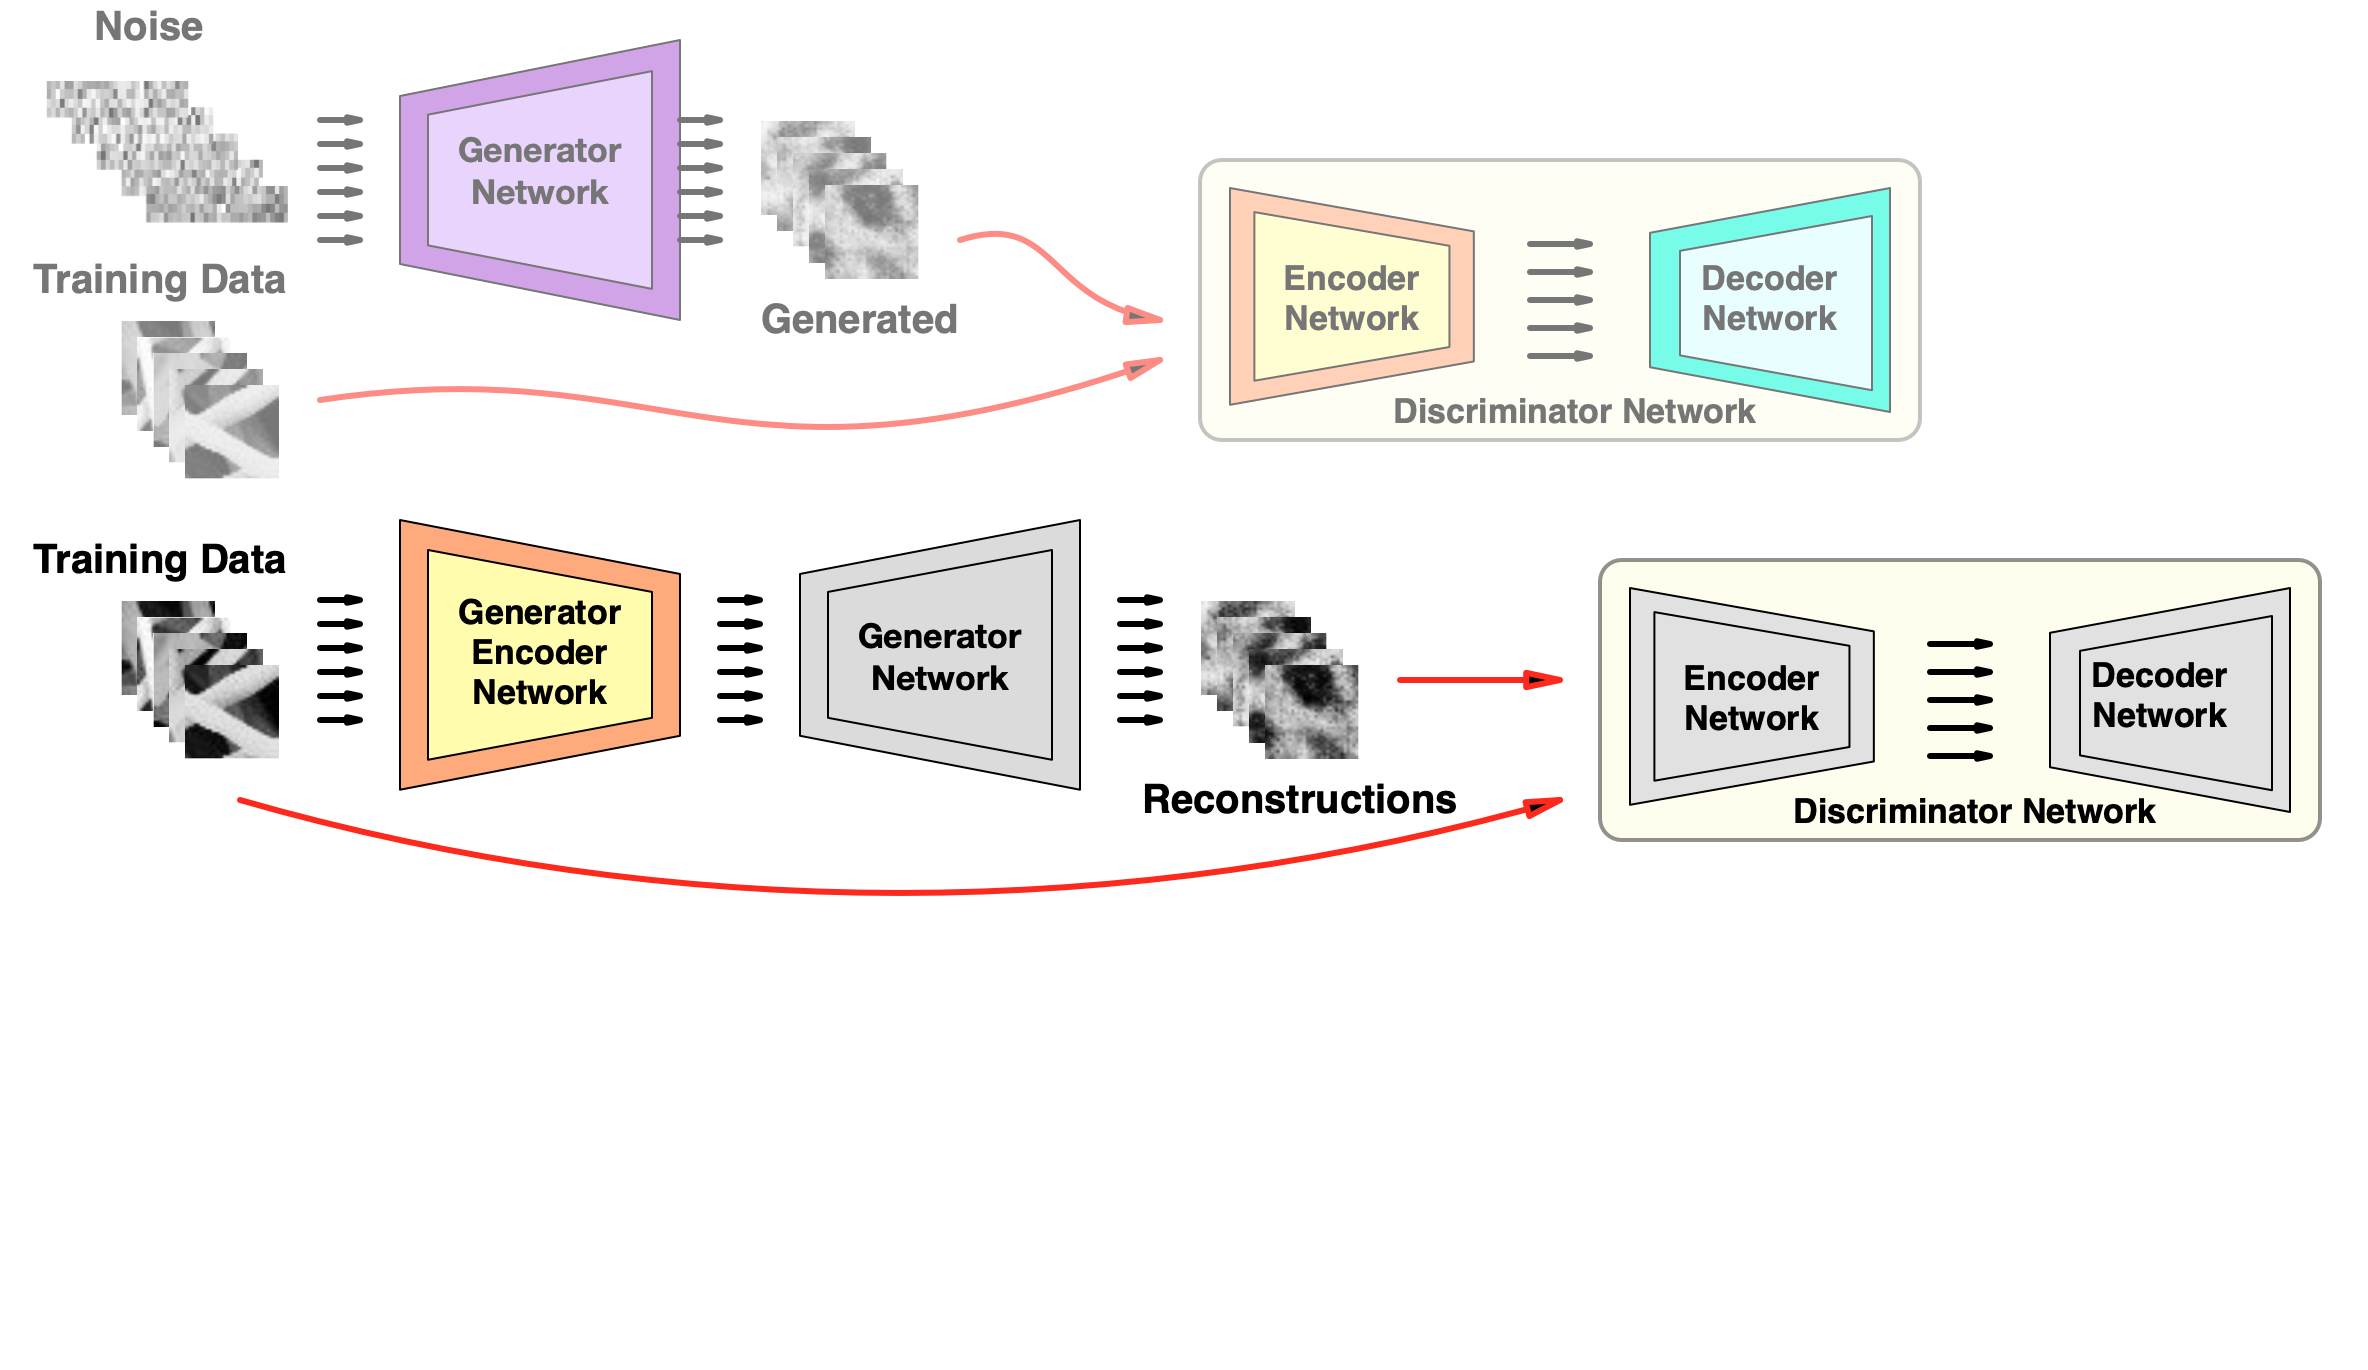 Noise
Generator
Network
Training Data
Generated
Encoder
Network
Decoder
Network
Discriminator Network
Training Data
Generator
Encoder
Network
Generator
Network
Reconstructions
Encoder
Network
Decoder
Network
Discriminator Network